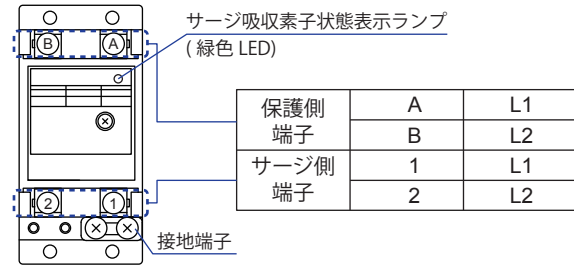 サージ吸収素子状態表示ランプ
( 緑色 LED)
B A
保護側端子 A L1
B L2
サージ側端子 1 L1
2 L2
2 1
接地端子